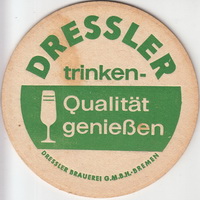 DRESSLER
trinken-
Qualität
genießen
DRESSLER BRAUEREI G.M.B.H.-BREMEN